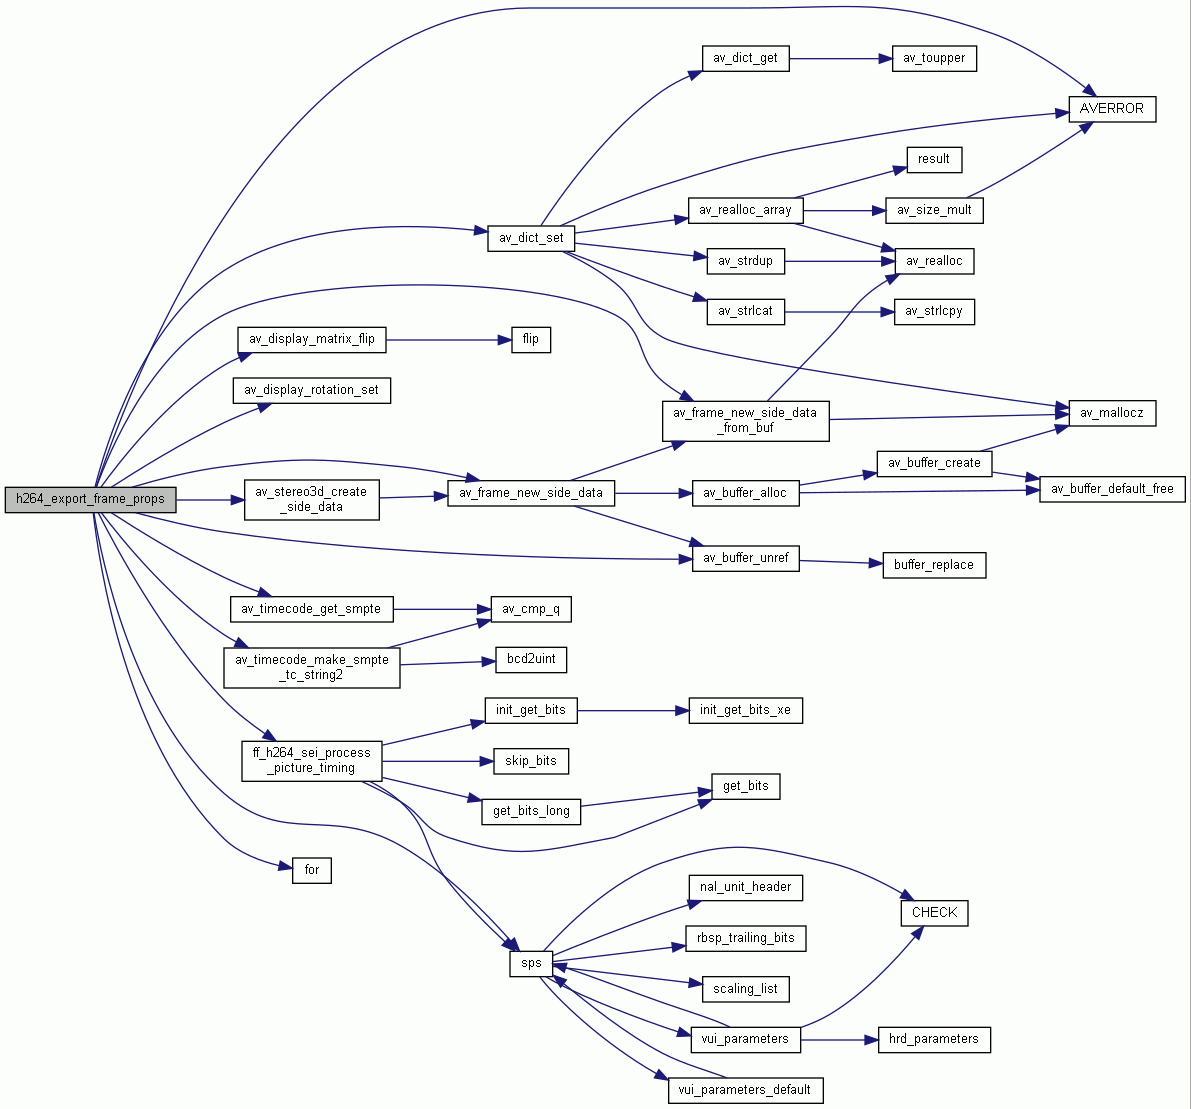 av_dict_get
av_toupper
AVERROR
result
av_realloc_array
av_size_mult
av_dict_set
av_strdup
av_realloc
av_strlcat
av_strlcpy
av_display_matrix_flip
flip
av_display_rotation_set
av_frame_new_side_data
_from_buf
av_mallocz
av_buffer_create
h264_export_frame_props
av_stereo3d_create
_side_data
av_frame_new_side_data
av_buffer_alloc
av_buffer_default_free
av_buffer_unref
buffer_replace
av_timecode_get_smpte
av_cmp_q
av_timecode_make_smpte
_tc_string2
bcd2uint
init_get_bits
init_get_bits_xe
ff_h264_sei_process
_picture_timing
skip_bits
get_bits
get_bits_long
for
nal_unit_header
CHECK
rbsp_trailing_bits
sps
scaling_list
vui_parameters
hrd_parameters
vui_parameters_default